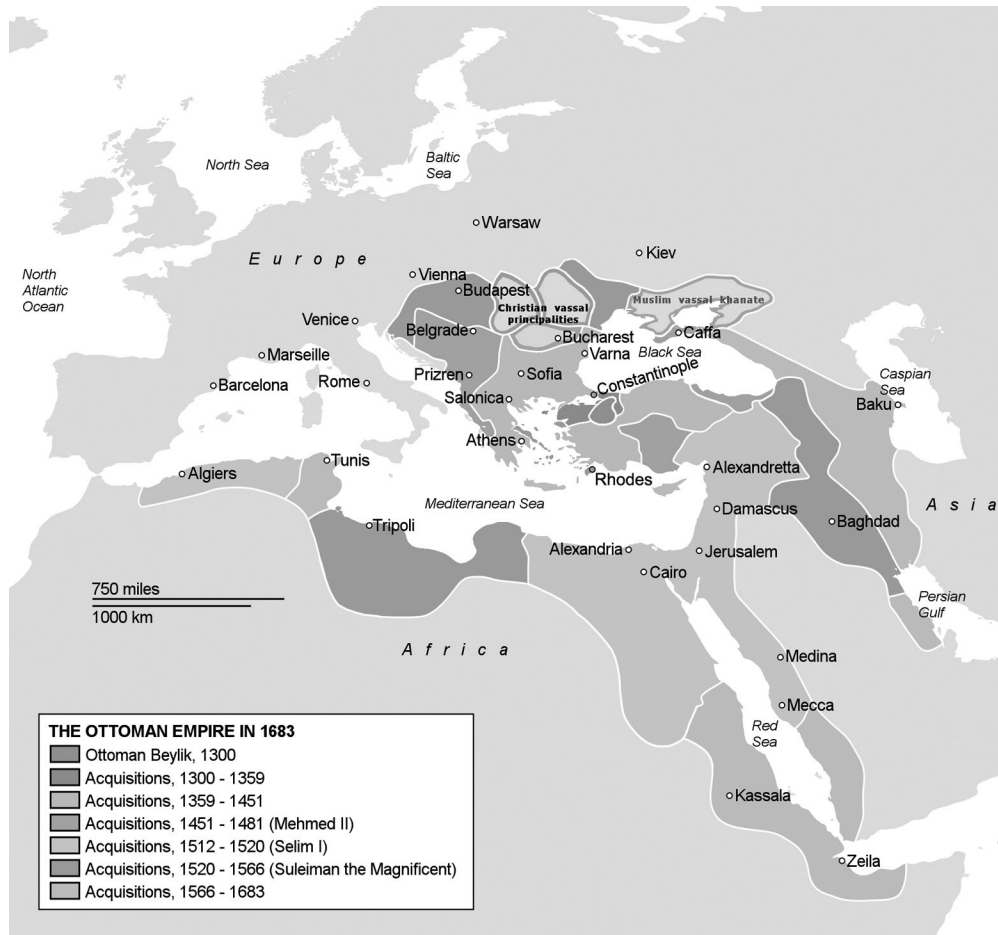 North Sea
Baltic
Sea
Warsaw
Kiev
E u r o p e
North
Atlantic
Ocean
Vienna
Budapest
Christian vassal
principalities
Muslim vassal khanate
Venice
Belgrade
Bucharest
Caffa
Varna
Black Sea
Marseille
Prizren
Sofia
Caspian
Sea
Barcelona
Rome
Constantinople
Salonica
Baku
Athens
Algiers
Tunis
Rhodes
Alexandretta
Mediterranean Sea
Damascus
A s i a
Tripoli
Baghdad
Alexandria
Jerusalem
Cairo
750 miles
1000 km
Persian
Gulf
A f r i c a
Medina
Mecca
Red
Sea
Kassala
Zeila
THE OTTOMAN EMPIRE IN 1683
Ottoman Beylik, 1300
Acquisitions, 1300 - 1359
Acquisitions, 1359 - 1451
Acquisitions, 1451 - 1481 (Mehmed II)
Acquisitions, 1512 - 1520 (Selim I)
Acquisitions, 1520 - 1566 (Suleiman the Magnificent)
Acquisitions, 1566 - 1683